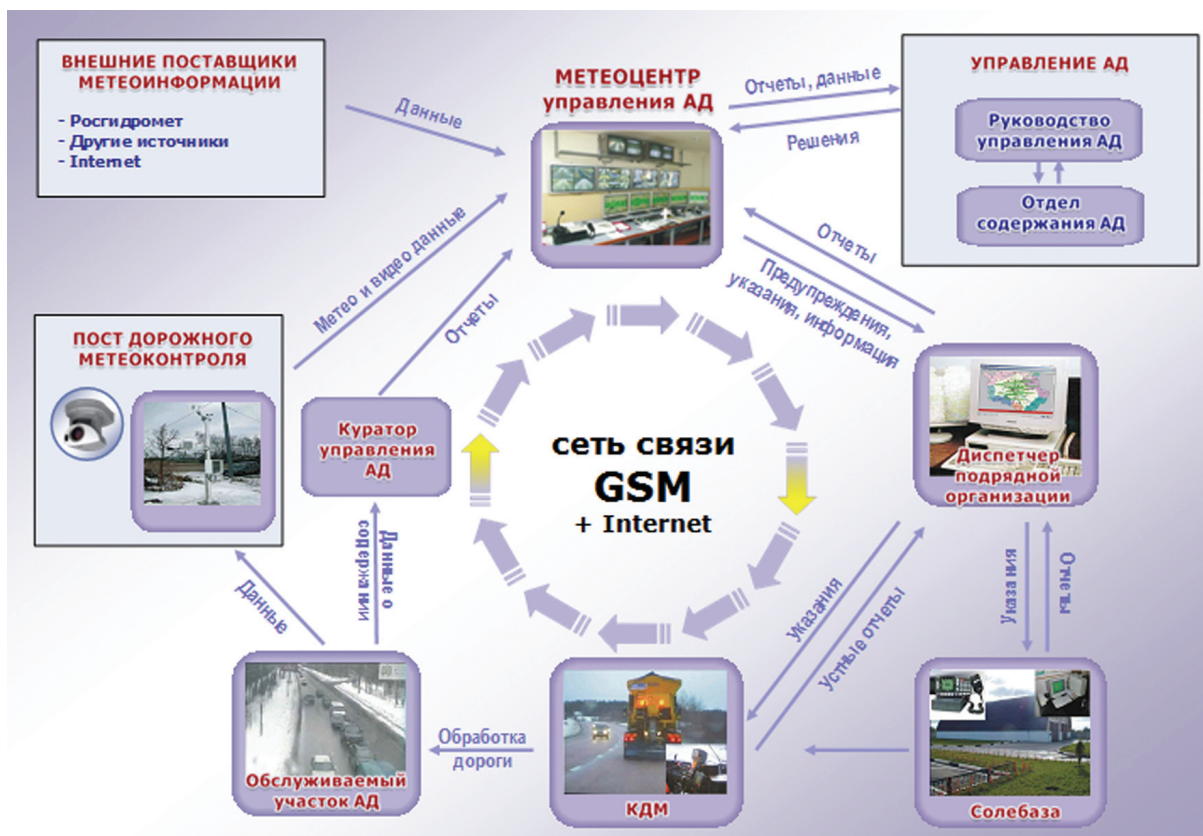 ВНЕШНИЕ ПОСТАВЩИКИ
МЕТЕОИНФОРМАЦИИ
- Росгидромет
- Другие источники
- Internet
Данные
МЕТЕОЦЕНТР
управления АД
Отчеты, данные
Решения
УПРАВЛЕНИЕ АД
Руководство
управления АД
Отдел
содержания АД
Метео и видео данные
Отчеты
Отчеты
Предупреждения,
указания, информация
ПОСТ ДОРОЖНОГО
МЕТЕОКОНТРОЛЯ
Куратор
управления
АД
сеть связи
GSM
+ Internet
Диспетчер
подрядной
организации
Данные
Данные о
содержании
Указания
Устные отчеты
Указания
Отчеты
Обслуживаемый
участок АД
Обработка
дороги
КДМ
Солебаза